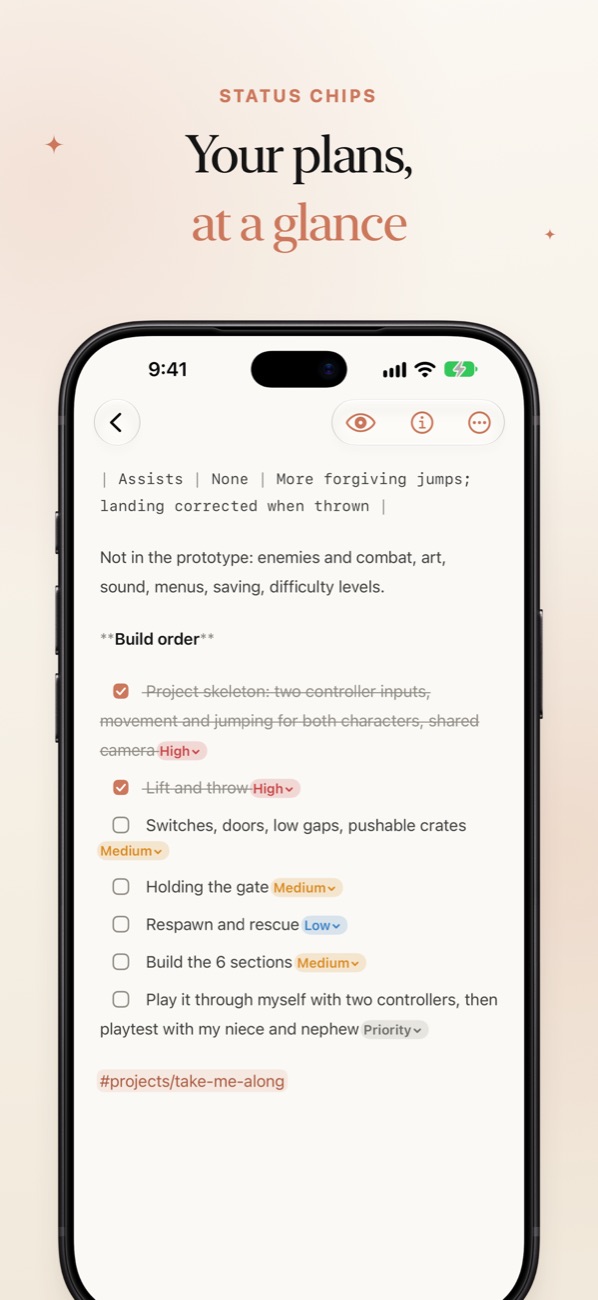 STATUS CHIPS
Your plans,
at a glance
9:41
| Assists | None | More forgiving jumps;
landing corrected when thrown |
Not in the prototype: enemies and combat, art,
sound, menus, saving, difficulty levels.
**Build order**
Project skeleton: two controller inputs,
movement and jumping for both characters, shared
camera High
Lift and throw High
Switches, doors, low gaps, pushable crates
Medium
Holding the gate Medium
Respawn and rescue Low
Build the 6 sections Medium
Play it through myself with two controllers, then
playtest with my niece and nephew Priority
#projects/take-me-along